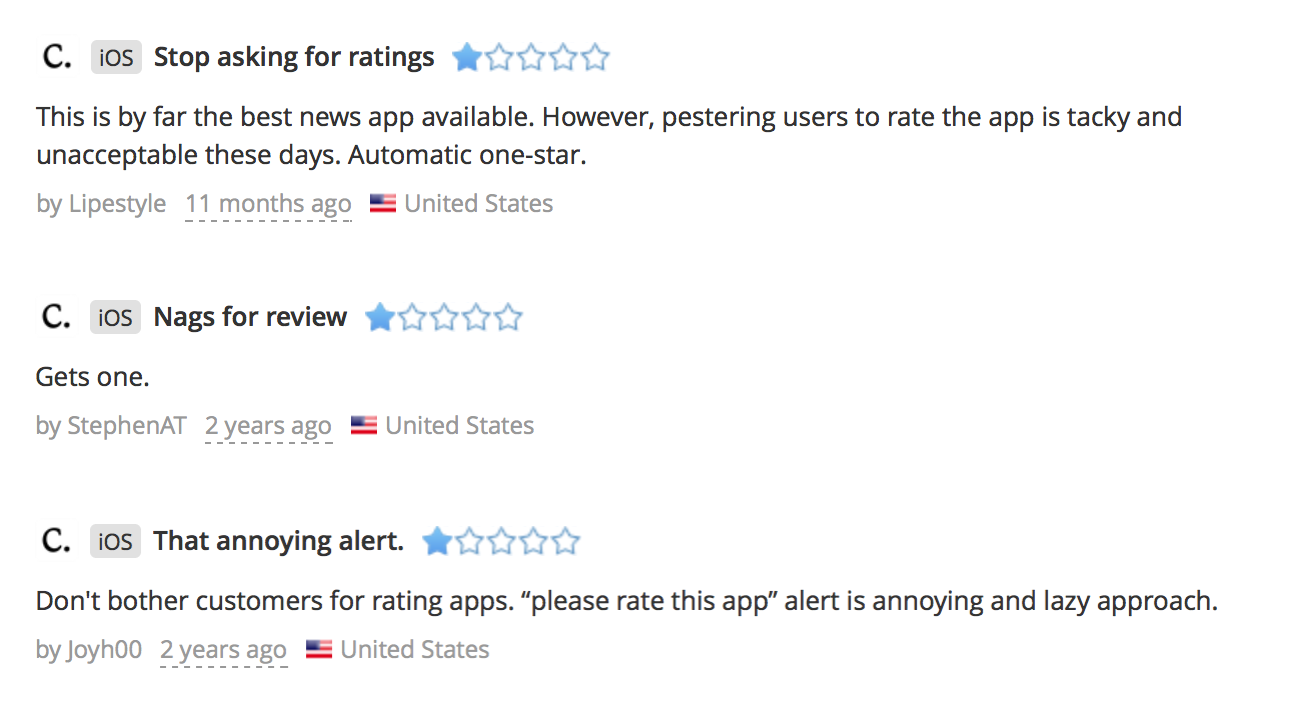 C. iOS Stop asking for ratings
This is by far the best news app available. However, pestering users to rate the app is tacky and
unacceptable these days. Automatic one-star.
by Lipestyle 11 months ago United States
C. iOS Nags for review
Gets one.
by StephenAT 2 years ago United States
C. iOS That annoying alert.
Don't bother customers for rating apps. “please rate this app” alert is annoying and lazy approach.
by Joyh00 2 years ago United States